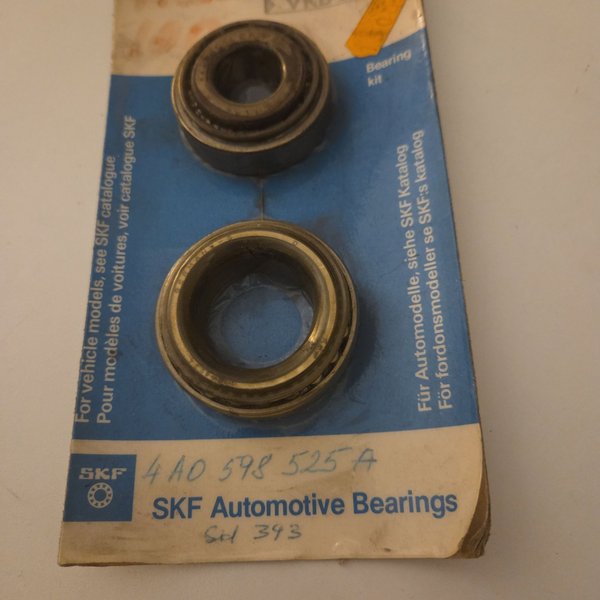 Bearing
kit
For vehicle models, see SKF catalogue
Pour modèles de voitures, voir catalogue SKF
Für Automodelle, siehe SKF Katalog
För fordonsmodeller se SKF:s katalog
SKF
4A0 598 525 A
SKF Automotive Bearings
393